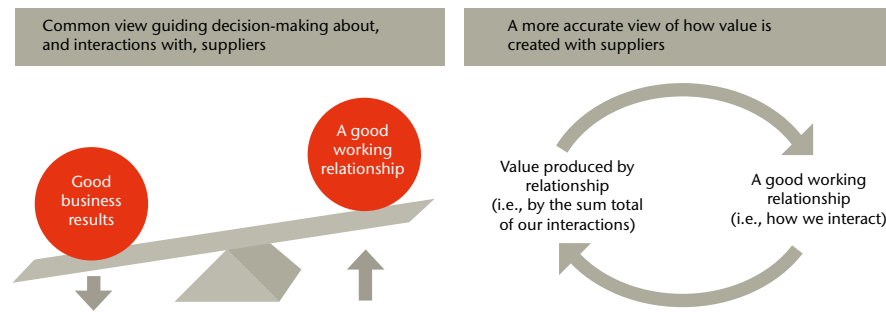 Common view guiding decision-making about,
and interactions with, suppliers
A more accurate view of how value is
created with suppliers
Good
business
results
A good
working
relationship
Value produced by
relationship
(i.e., by the sum total
of our interactions)
A good working
relationship
(i.e., how we interact)